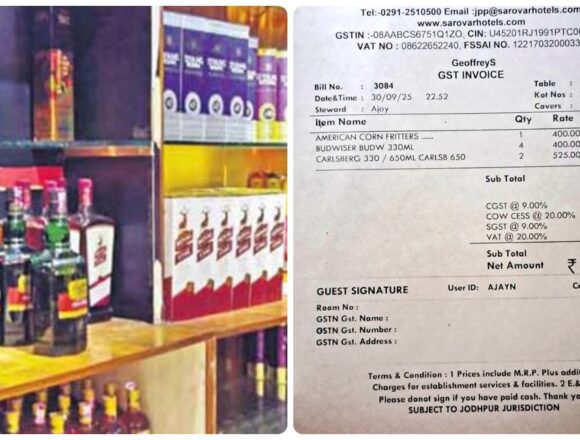 Tel:-0291-2510500 Email :jpp@sarovarhotels.com
www.sarovarhotels.com
GSTIN :-08AABCS6751Q1ZO, CIN: U45201RJ1991PTC00
VAT NO : 08622652240, FSSAI NO. 1221703200033
GeoffreyS
GST INVOICE
Bill No. : 3084 Table :
Date&Time : 30/09/25 22.52 Kot Nos :
Steward : Ajay Covers :
Item Name Qty Rate
AMERICAN CORN FRITTERS ...... 1 400.00
BUDWISER BUDW 330ML 4 400.00
CARLSBERG 330 / 650ML CARLSB 650 2 525.00
Sub Total
CGST @ 9.00%
COW CESS @ 20.00%
SGST @ 9.00%
VAT @ 20.00%
Sub Total
Net Amount ₹
GUEST SIGNATURE User ID: AJAYN Ca
Room No :
GSTN Gst. Name :
GSTN Gst. Number :
GSTN Gst. Address :
Terms & Condition : 1 Prices include M.R.P. Plus addit
Charges for establishment services & facilities. 2 E.&
Please donot sign if you have paid cash. Thank you
SUBJECT TO JODHPUR JURISDICTION